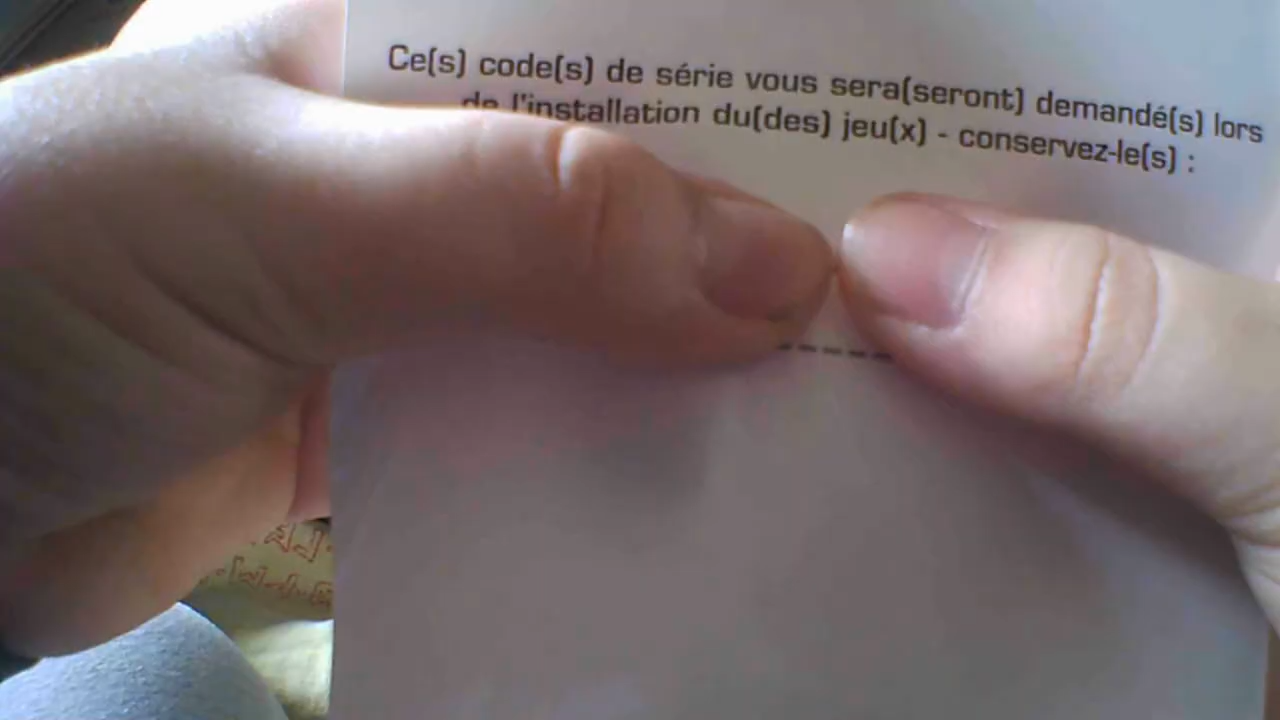 Ce(s) code(s) de série vous sera(seront) demandé(s) lors
de l'installation du(des) jeu(x) - conservez-le(s) :